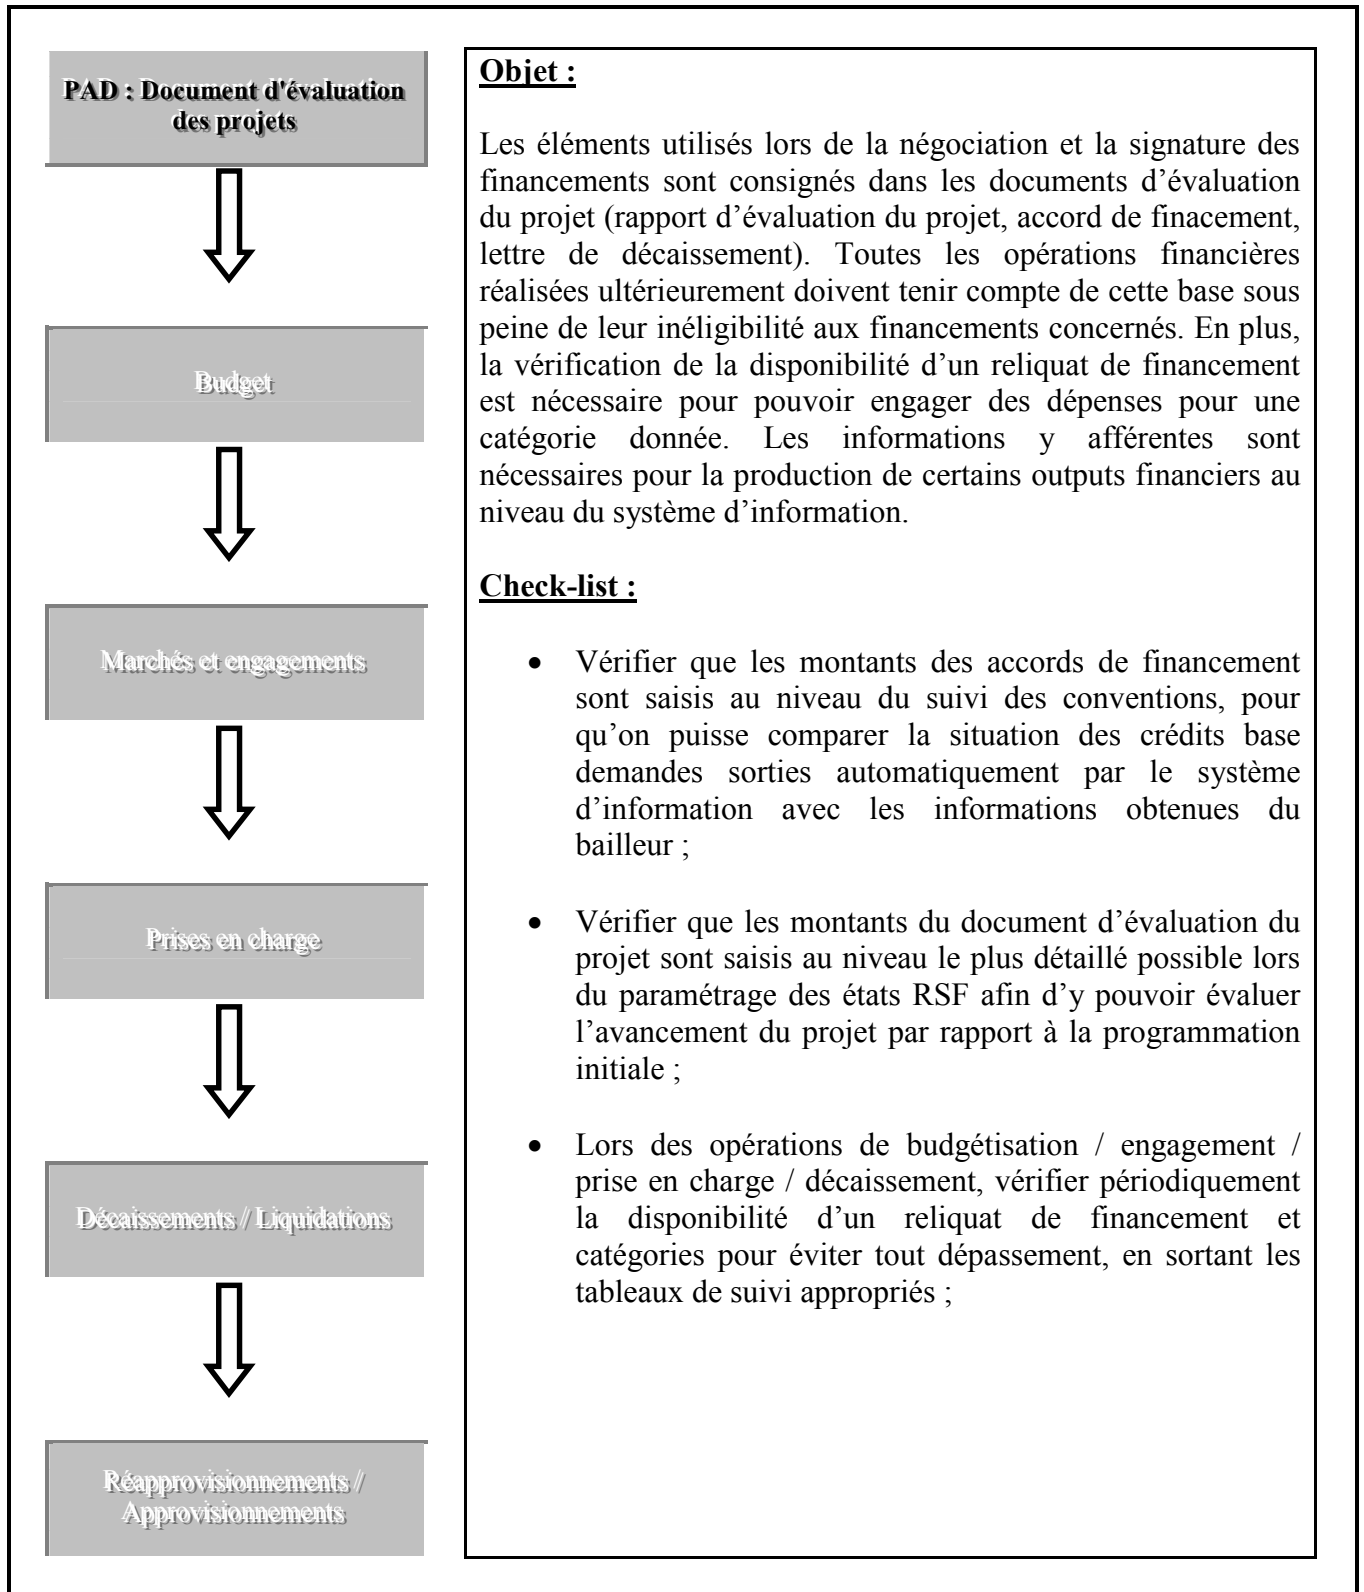 PAD : Document d'évaluation
des projets
Budget
Marchés et engagements
Prises en charge
Décaissements / Liquidations
Réapprovisionnements /
Approvisionnements
Objet :
Les éléments utilisés lors de la négociation et la signature des
financements sont consignés dans les documents d’évaluation
du projet (rapport d’évaluation du projet, accord de finacement,
lettre de décaissement). Toutes les opérations financières
réalisées ultérieurement doivent tenir compte de cette base sous
peine de leur inéligibilité aux financements concernés. En plus,
la vérification de la disponibilité d’un reliquat de financement
est nécessaire pour pouvoir engager des dépenses pour une
catégorie donnée. Les informations y afférentes sont
nécessaires pour la production de certains outputs financiers au
niveau du système d’information.
Check-list :
• Vérifier que les montants des accords de financement
sont saisis au niveau du suivi des conventions, pour
qu’on puisse comparer la situation des crédits base
demandes sorties automatiquement par le système
d’information avec les informations obtenues du
bailleur ;
• Vérifier que les montants du document d’évaluation du
projet sont saisis au niveau le plus détaillé possible lors
du paramétrage des états RSF afin d’y pouvoir évaluer
l’avancement du projet par rapport à la programmation
initiale ;
• Lors des opérations de budgétisation / engagement /
prise en charge / décaissement, vérifier périodiquement
la disponibilité d’un reliquat de financement et
catégories pour éviter tout dépassement, en sortant les
tableaux de suivi appropriés ;